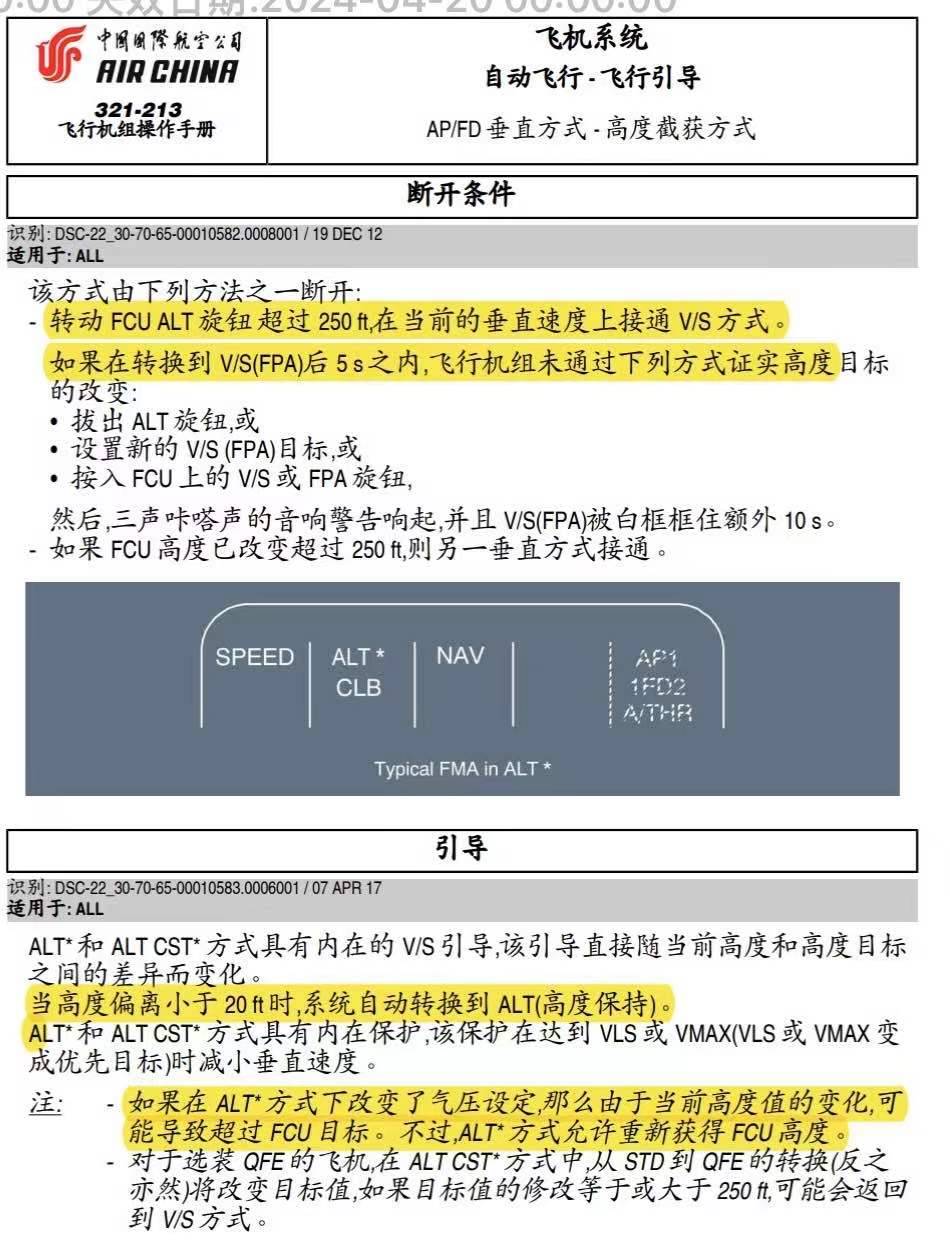 0:00 失效日期:2024-04-20 00:00:00
中國國際航空公司
AIR CHINA
321-213
飞行机组操作手册
飞机系统
自动飞行 - 飞行引导
AP/FD 垂直方式 - 高度截获方式
断开条件
识别: DSC-22_30-70-65-00010582.0008001 / 19 DEC 12
适用于: ALL
该方式由下列方法之一断开:
- 转动 FCU ALT 旋钮超过 250 ft,在当前的垂直速度上接通 V/S 方式。
如果在转换到 V/S(FPA)后 5 s 之内,飞行机组未通过下列方式证实高度目标
的改变:
• 拔出 ALT 旋钮,或
• 设置新的 V/S (FPA)目标,或
• 按入 FCU 上的 V/S 或 FPA 旋钮,
然后,三声咔嗒声的音响警告响起,并且 V/S(FPA)被白框框住额外 10 s。
- 如果 FCU 高度已改变超过 250 ft,则另一垂直方式接通。
SPEED ALT * NAV AP1
CLB 1FD2
A/THR
Typical FMA in ALT *
引导
识别: DSC-22_30-70-65-00010583.0006001 / 07 APR 17
适用于: ALL
ALT* 和 ALT CST* 方式具有内在的 V/S 引导,该引导直接随当前高度和高度目标
之间的差异而变化。
当高度偏离小于 20 ft 时,系统自动转换到 ALT(高度保持)。
ALT* 和 ALT CST* 方式具有内在保护,该保护在达到 VLS 或 VMAX(VLS 或 VMAX 变
成优先目标)时减小垂直速度。
注: - 如果在 ALT* 方式下改变了气压设定,那么由于当前高度值的变化,可
能导致超过 FCU 目标。不过,ALT* 方式允许重新获得 FCU 高度。
- 对于选装 QFE 的飞机,在 ALT CST* 方式中,从 STD 到 QFE 的转换(反之
亦然)将改变目标值,如果目标值的修改等于或大于 250 ft,可能会返回
到 V/S 方式。